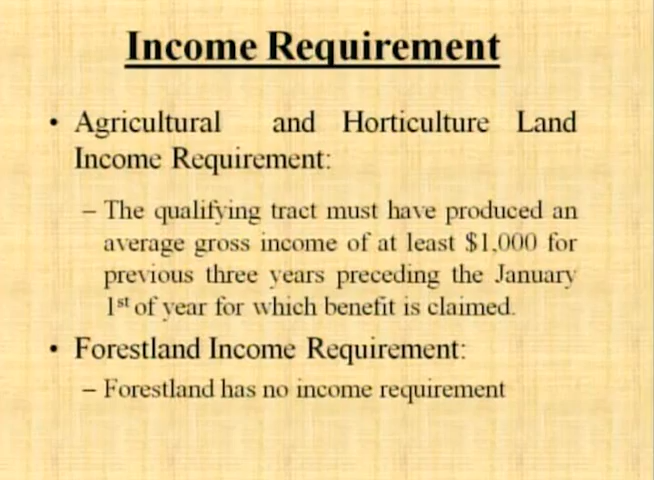 Income Requirement
• Agricultural and Horticulture Land
Income Requirement:
– The qualifying tract must have produced an
average gross income of at least $1,000 for
previous three years preceding the January
1st of year for which benefit is claimed.
• Forestland Income Requirement:
– Forestland has no income requirement